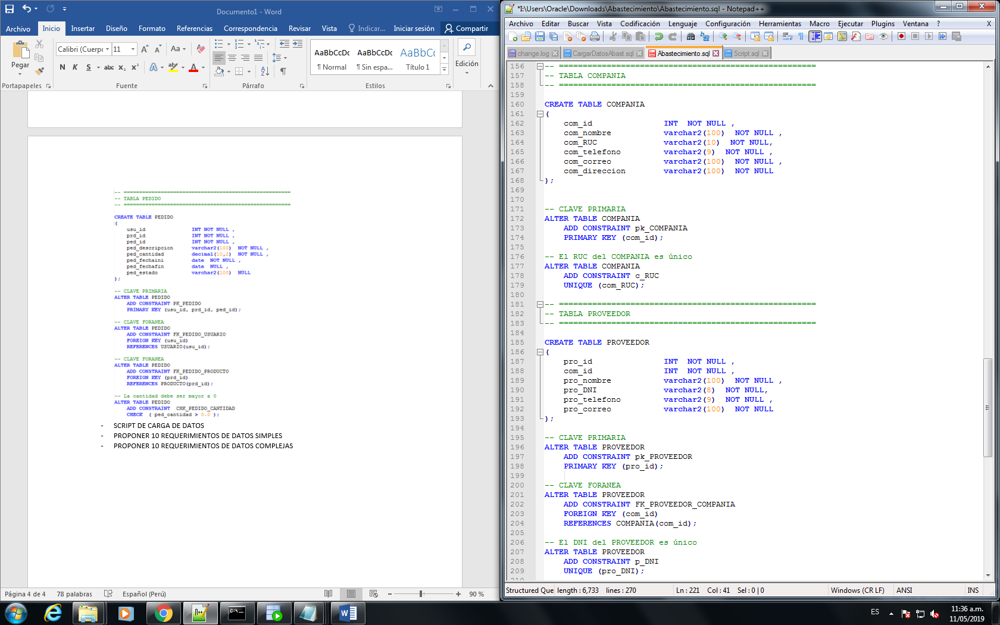 Documento1 - Word
Archivo Inicio Insertar Diseño Formato Referencias Correspondencia Revisar Vista Indicar... Iniciar sesión Compartir
Calibri (Cuerpo 11 Aa
Pegar
N K S abc x₂ x² A A
AaBbCcDc AaBbCcDc AaBbC(
¶ Normal ¶ Sin espa... Título 1
Edición
Portapapeles Fuente Párrafo Estilos
-- TABLA PEDIDO
CREATE TABLE PEDIDO
(
usu_id INT NOT NULL ,
prd_id INT NOT NULL ,
ped_id INT NOT NULL ,
ped_descripcion varchar2(100) NOT NULL ,
ped_cantidad decimal(10,2) NOT NULL ,
ped_fechaini date NOT NULL ,
ped_fechafin date NULL ,
ped_estado varchar2(100) NULL
);
-- CLAVE PRIMARIA
ALTER TABLE PEDIDO
ADD CONSTRAINT PK_PEDIDO
PRIMARY KEY (usu_id, prd_id, ped_id);
-- CLAVE FORANEA
ALTER TABLE PEDIDO
ADD CONSTRAINT FK_PEDIDO_USUARIO
FOREIGN KEY (usu_id)
REFERENCES USUARIO(usu_id);
-- CLAVE FORANEA
ALTER TABLE PEDIDO
ADD CONSTRAINT FK_PEDIDO_PRODUCTO
FOREIGN KEY (prd_id)
REFERENCES PRODUCTO(prd_id);
-- La cantidad debe ser mayor a 0
ALTER TABLE PEDIDO
ADD CONSTRAINT CHK_PEDIDO_CANTIDAD
CHECK ( ped_cantidad > 0.0 );
- SCRIPT DE CARGA DE DATOS
- PROPONER 10 REQUERIMIENTOS DE DATOS SIMPLES
- PROPONER 10 REQUERIMIENTOS DE DATOS COMPLEJAS
Página 4 de 4 78 palabras Español (Perú) 90 %
*I:\Users\Oracle\Downloads\Abastecimiento\Abastecimiento.sql - Notepad++
Archivo Editar Buscar Vista Codificación Lenguaje Configuración Herramientas Macro Ejecutar Plugins Ventana ? X
change.log CargarDatosAbast.sql Abastecimiento.sql Script.sql
156 -- ======================================================
157 -- TABLA COMPANIA
158 -- ======================================================
159
160 CREATE TABLE COMPANIA
161 (
162 com_id INT NOT NULL ,
163 com_nombre varchar2(100) NOT NULL ,
164 com_RUC varchar2(10) NOT NULL,
165 com_telefono varchar2(9) NOT NULL ,
166 com_correo varchar2(100) NOT NULL ,
167 com_direccion varchar2(100) NOT NULL
168 );
169
170
171 -- CLAVE PRIMARIA
172 ALTER TABLE COMPANIA
173 ADD CONSTRAINT pk_COMPANIA
174 PRIMARY KEY (com_id);
175
176 -- El RUC del COMPANIA es único
177 ALTER TABLE COMPANIA
178 ADD CONSTRAINT c_RUC
179 UNIQUE (com_RUC);
180
181 -- ======================================================
182 -- TABLA PROVEEDOR
183 -- ======================================================
184
185 CREATE TABLE PROVEEDOR
186 (
187 pro_id INT NOT NULL ,
188 com_id INT NOT NULL ,
189 pro_nombre varchar2(100) NOT NULL ,
190 pro_DNI varchar2(8) NOT NULL,
191 pro_telefono varchar2(9) NOT NULL ,
192 pro_correo varchar2(100) NOT NULL
193 );
194
195 -- CLAVE PRIMARIA
196 ALTER TABLE PROVEEDOR
197 ADD CONSTRAINT pk_PROVEEDOR
198 PRIMARY KEY (pro_id);
199
200 -- CLAVE FORANEA
201 ALTER TABLE PROVEEDOR
202 ADD CONSTRAINT FK_PROVEEDOR_COMPANIA
203 FOREIGN KEY (com_id)
204 REFERENCES COMPANIA(com_id);
205
206 -- El DNI del PROVEEDOR es único
207 ALTER TABLE PROVEEDOR
208 ADD CONSTRAINT p_DNI
209 UNIQUE (pro_DNI);
210
Structured Que length : 6,733 lines : 270 Ln : 221 Col : 41 Sel : 0 | 0 Windows (CR LF) ANSI INS
ES 11:36 a.m.
11/05/2019